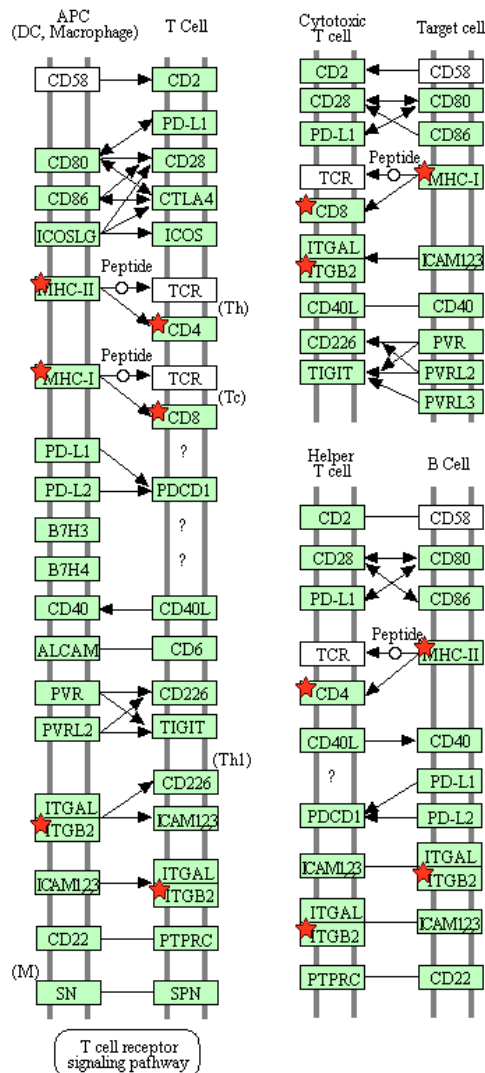 APC
(DC, Macrophage)
T Cell
CD58
CD2
PD-L1
CD80
CD28
CD86
CTLA4
ICOSLG
ICOS
MHC-II
Peptide
TCR
(Th)
CD4
MHC-I
Peptide
TCR
(Tc)
CD8
PD-L1
?
PD-L2
PDCD1
B7H3
?
B7H4
?
CD40
CD40L
ALCAM
CD6
PVR
CD226
PVRL2
TIGIT
(Th1)
CD226
ITGAL
ITGB2
ICAM123
ICAM123
ITGAL
ITGB2
CD22
PTPRC
(M)
SN
SPN
T cell receptor
signaling pathway
Cytotoxic
T cell
Target cell
CD2
CD58
CD28
CD80
PD-L1
CD86
TCR
Peptide
MHC-I
CD8
ITGAL
ITGB2
ICAM123
CD40L
CD40
CD226
PVR
TIGIT
PVRL2
PVRL3
Helper
T cell
B Cell
CD2
CD58
CD28
CD80
PD-L1
CD86
TCR
Peptide
MHC-II
CD4
CD40L
CD40
?
PD-L1
PDCD1
PD-L2
ICAM123
ITGAL
ITGB2
ITGAL
ITGB2
ICAM123
PTPRC
CD22